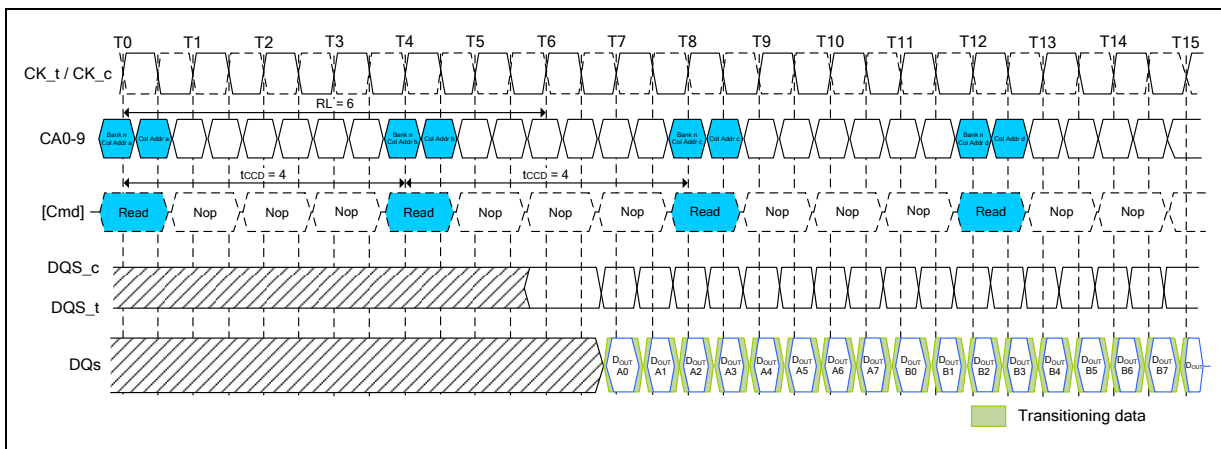 T0 T1 T2 T3 T4 T5 T6 T7 T8 T9 T10 T11 T12 T13 T14 T15
CK_t / CK_c
RL = 6
CA0-9
Bank n
Col Addr a
Col Addr a
Bank n
Col Addr b
Col Addr b
Bank n
Col Addr c
Col Addr c
Bank n
Col Addr d
Col Addr d
tCCD = 4
tCCD = 4
[Cmd]
Read Nop Nop Nop Read Nop Nop Nop Read Nop Nop Nop Read Nop Nop
DQS_c
DQS_t
DQs
DOUT A0
DOUT A1
DOUT A2
DOUT A3
DOUT A4
DOUT A5
DOUT A6
DOUT A7
DOUT B0
DOUT B1
DOUT B2
DOUT B3
DOUT B4
DOUT B5
DOUT B6
DOUT B7
DOUT
Transitioning data